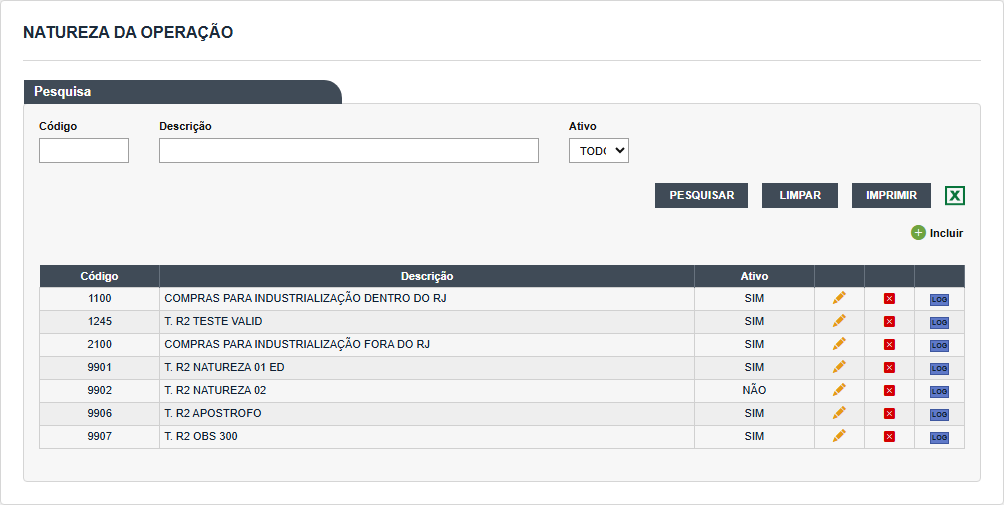 NATUREZA DA OPERAÇÃO
Pesquisa
Código Descrição Ativo
PESQUISAR LIMPAR IMPRIMIR
Incluir
Código Descrição Ativo
1100 COMPRAS PARA INDUSTRIALIZAÇÃO DENTRO DO RJ SIM LOG
1245 T. R2 TESTE VALID SIM LOG
2100 COMPRAS PARA INDUSTRIALIZAÇÃO FORA DO RJ SIM LOG
9901 T. R2 NATUREZA 01 ED SIM LOG
9902 T. R2 NATUREZA 02 NÃO LOG
9906 T. R2 APOSTROFO SIM LOG
9907 T. R2 OBS 300 SIM LOG